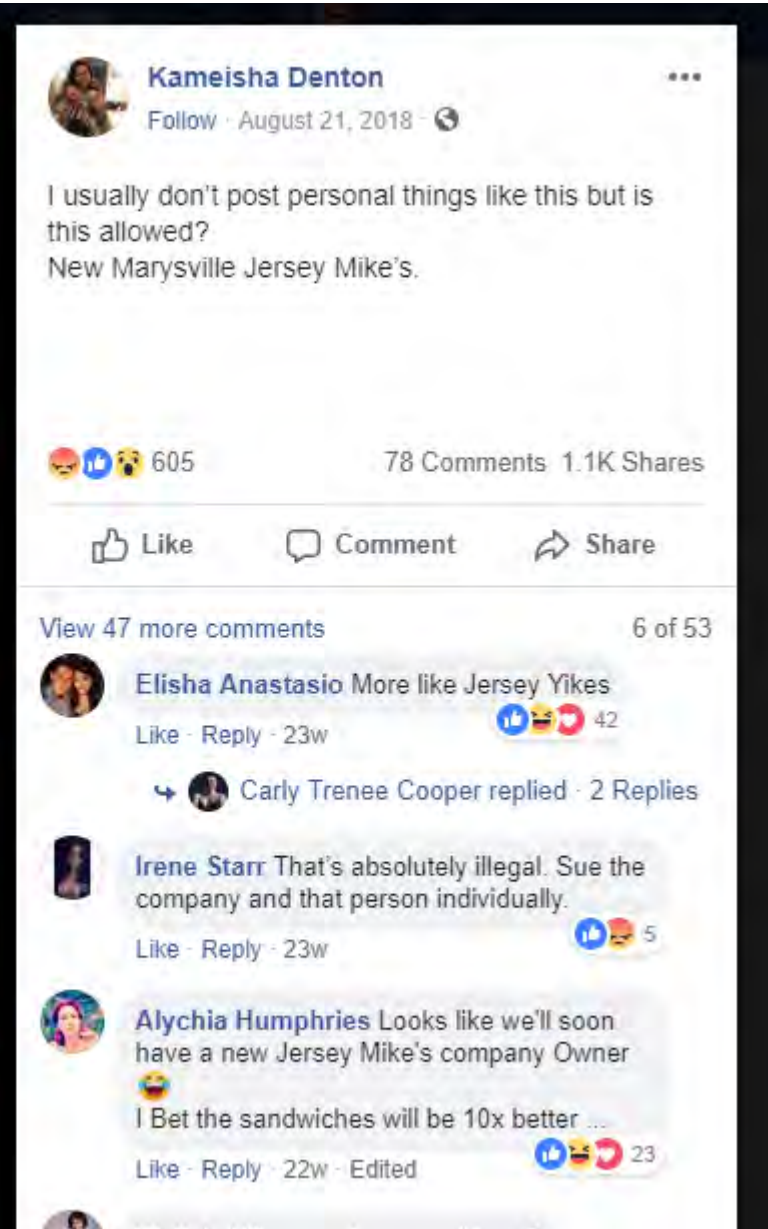 Kameisha Denton
Follow · August 21, 2018 ·
I usually don't post personal things like this but is
this allowed?
New Marysville Jersey Mike's.
605
78 Comments 1.1K Shares
Like Comment Share
View 47 more comments
6 of 53
Elisha Anastasio More like Jersey Yikes
42
Like · Reply · 23w
Carly Trenee Cooper replied · 2 Replies
Irene Starr That's absolutely illegal. Sue the
company and that person individually.
5
Like · Reply · 23w
Alychia Humphries Looks like we'll soon
have a new Jersey Mike's company Owner
I Bet the sandwiches will be 10x better ...
23
Like · Reply · 22w · Edited